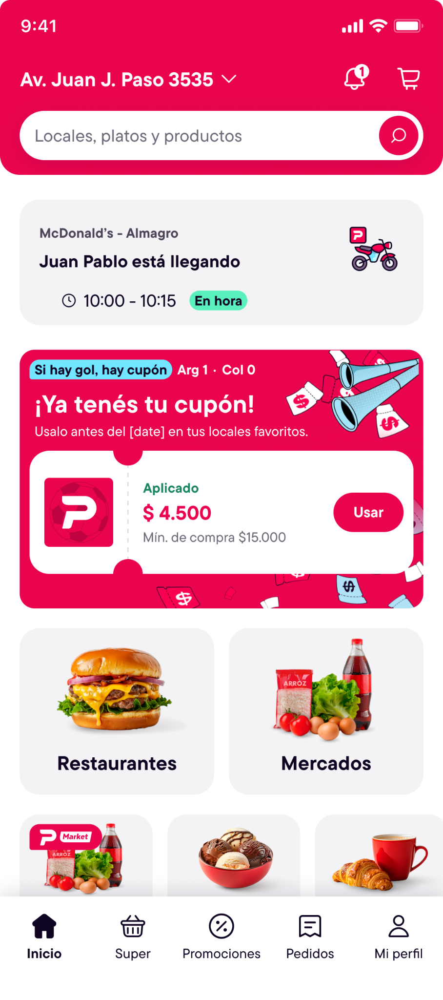 9:41
Av. Juan J. Paso 3535
1
Locales, platos y productos
McDonald's - Almagro
Juan Pablo está llegando
10:00 - 10:15 En hora
Si hay gol, hay cupón Arg 1 · Col 0
¡Ya tenés tu cupón!
Usalo antes del [date] en tus locales favoritos.
Aplicado
$ 4.500
Mín. de compra $15.000
Usar
ARROZ
Restaurantes
Mercados
Market
ARROZ
Inicio
Super
Promociones
Pedidos
Mi perfil